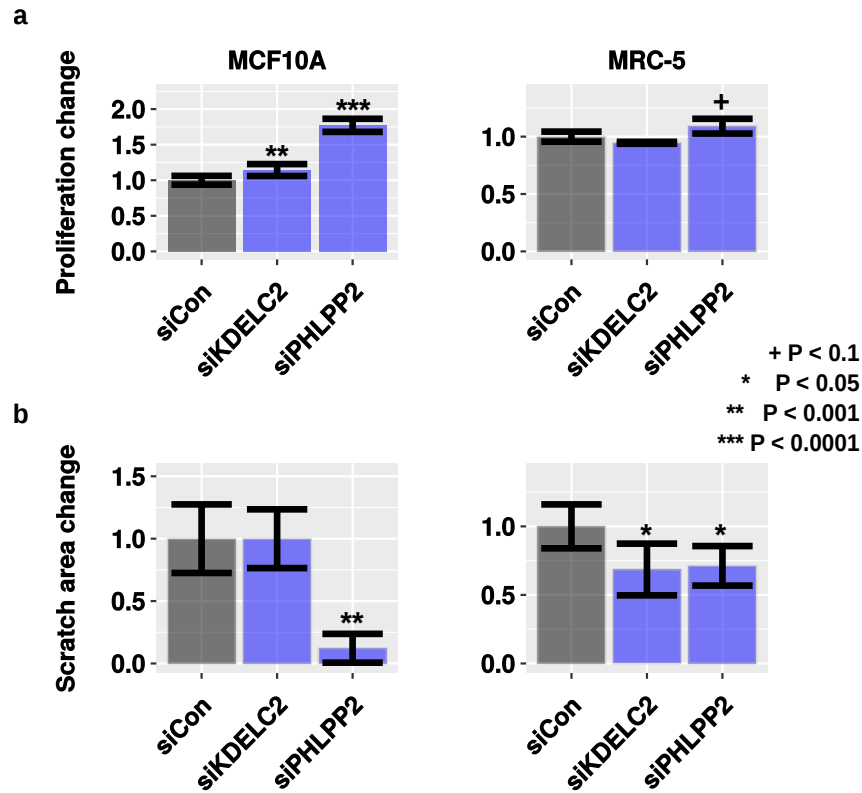 a
MCF10A
MRC-5
Proliferation change
2.0
1.5
1.0
0.5
0.0
***
**
siCon
siKDELC2
siPHLPP2
1.0
0.5
0.0
+
siCon
siKDELC2
siPHLPP2
+ P < 0.1
* P < 0.05
** P < 0.001
*** P < 0.0001
b
Scratch area change
1.5
1.0
0.5
0.0
**
siCon
siKDELC2
siPHLPP2
1.0
0.5
0.0
* *
siCon
siKDELC2
siPHLPP2